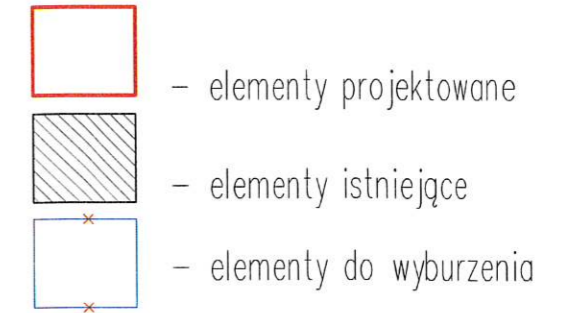 – elementy projektowane
– elementy istniejące
– elementy do wyburzenia